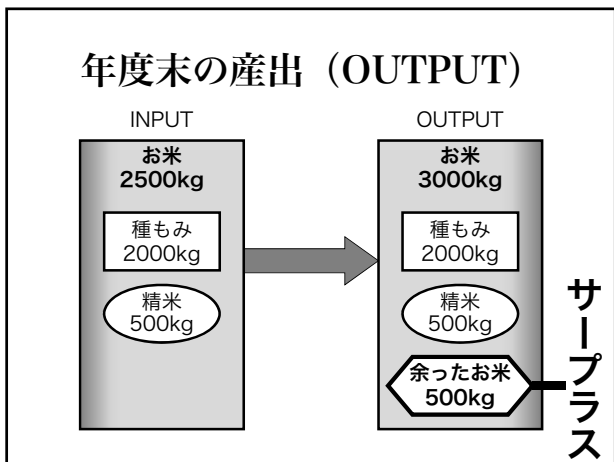 年度末の産出（OUTPUT）
INPUT
お米
2500kg
種もみ
2000kg
精米
500kg
OUTPUT
お米
3000kg
種もみ
2000kg
精米
500kg
余ったお米
500kg
サープラス